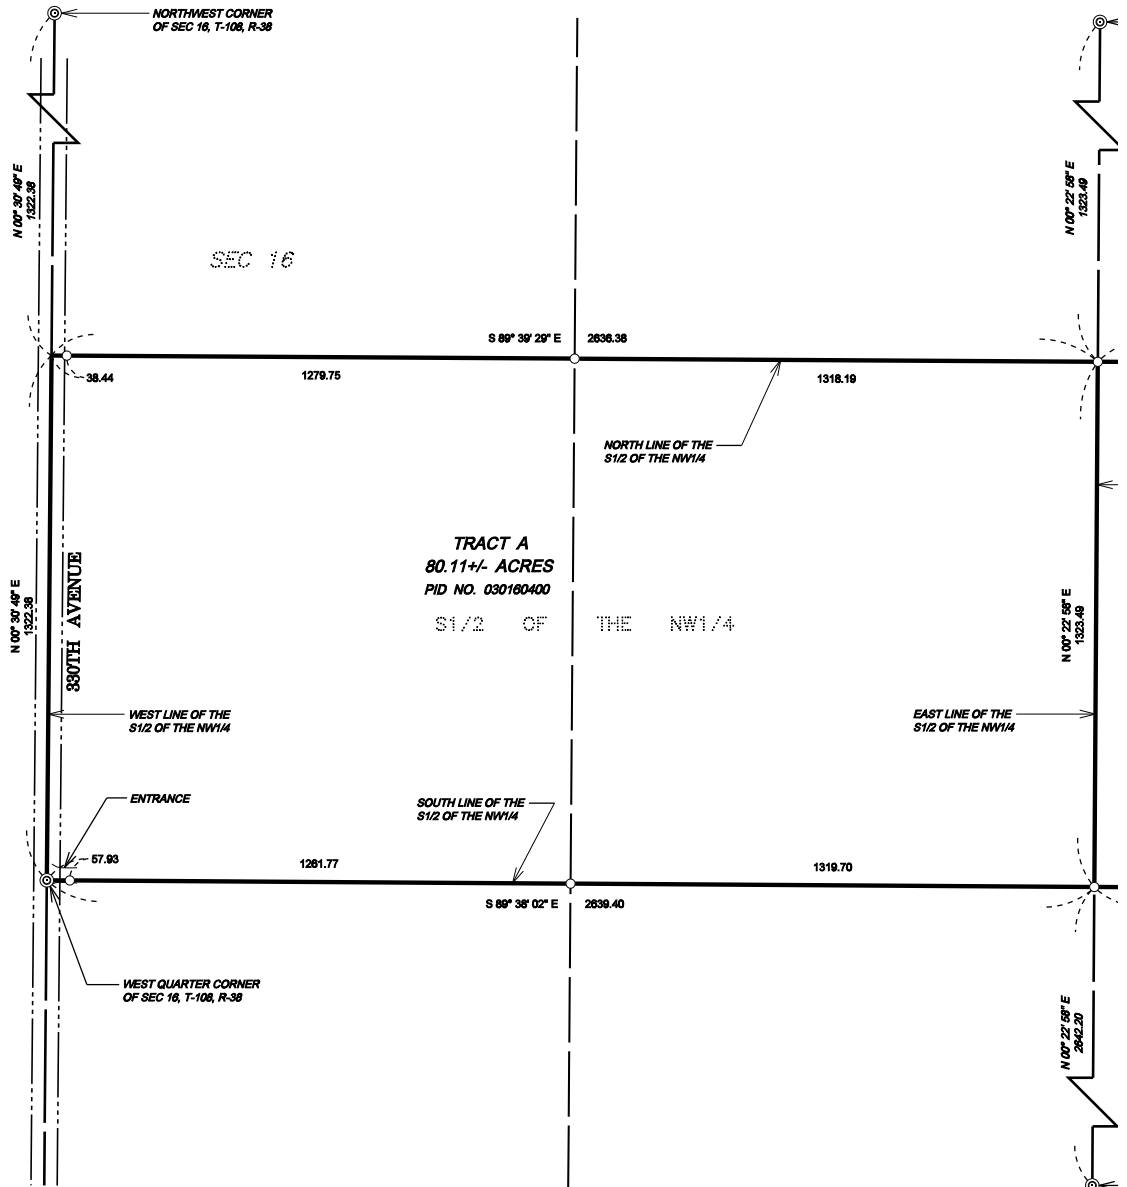 NORTHWEST CORNER
OF SEC 16, T-108, R-38
N 00° 30' 49" E
1322.38
N 00° 22' 58" E
1323.49
SEC 16
S 89° 39' 29" E 2636.38
38.44
1279.75
1318.19
NORTH LINE OF THE
S1/2 OF THE NW1/4
TRACT A
80.11+/- ACRES
PID NO. 030160400
S1/2 OF THE NW1/4
330TH AVENUE
N 00° 30' 49" E
1322.38
N 00° 22' 58" E
1323.49
WEST LINE OF THE
S1/2 OF THE NW1/4
EAST LINE OF THE
S1/2 OF THE NW1/4
ENTRANCE
SOUTH LINE OF THE
S1/2 OF THE NW1/4
57.93
1261.77
1319.70
S 89° 38' 02" E 2639.40
WEST QUARTER CORNER
OF SEC 16, T-108, R-38
N 00° 22' 58" E
2642.20